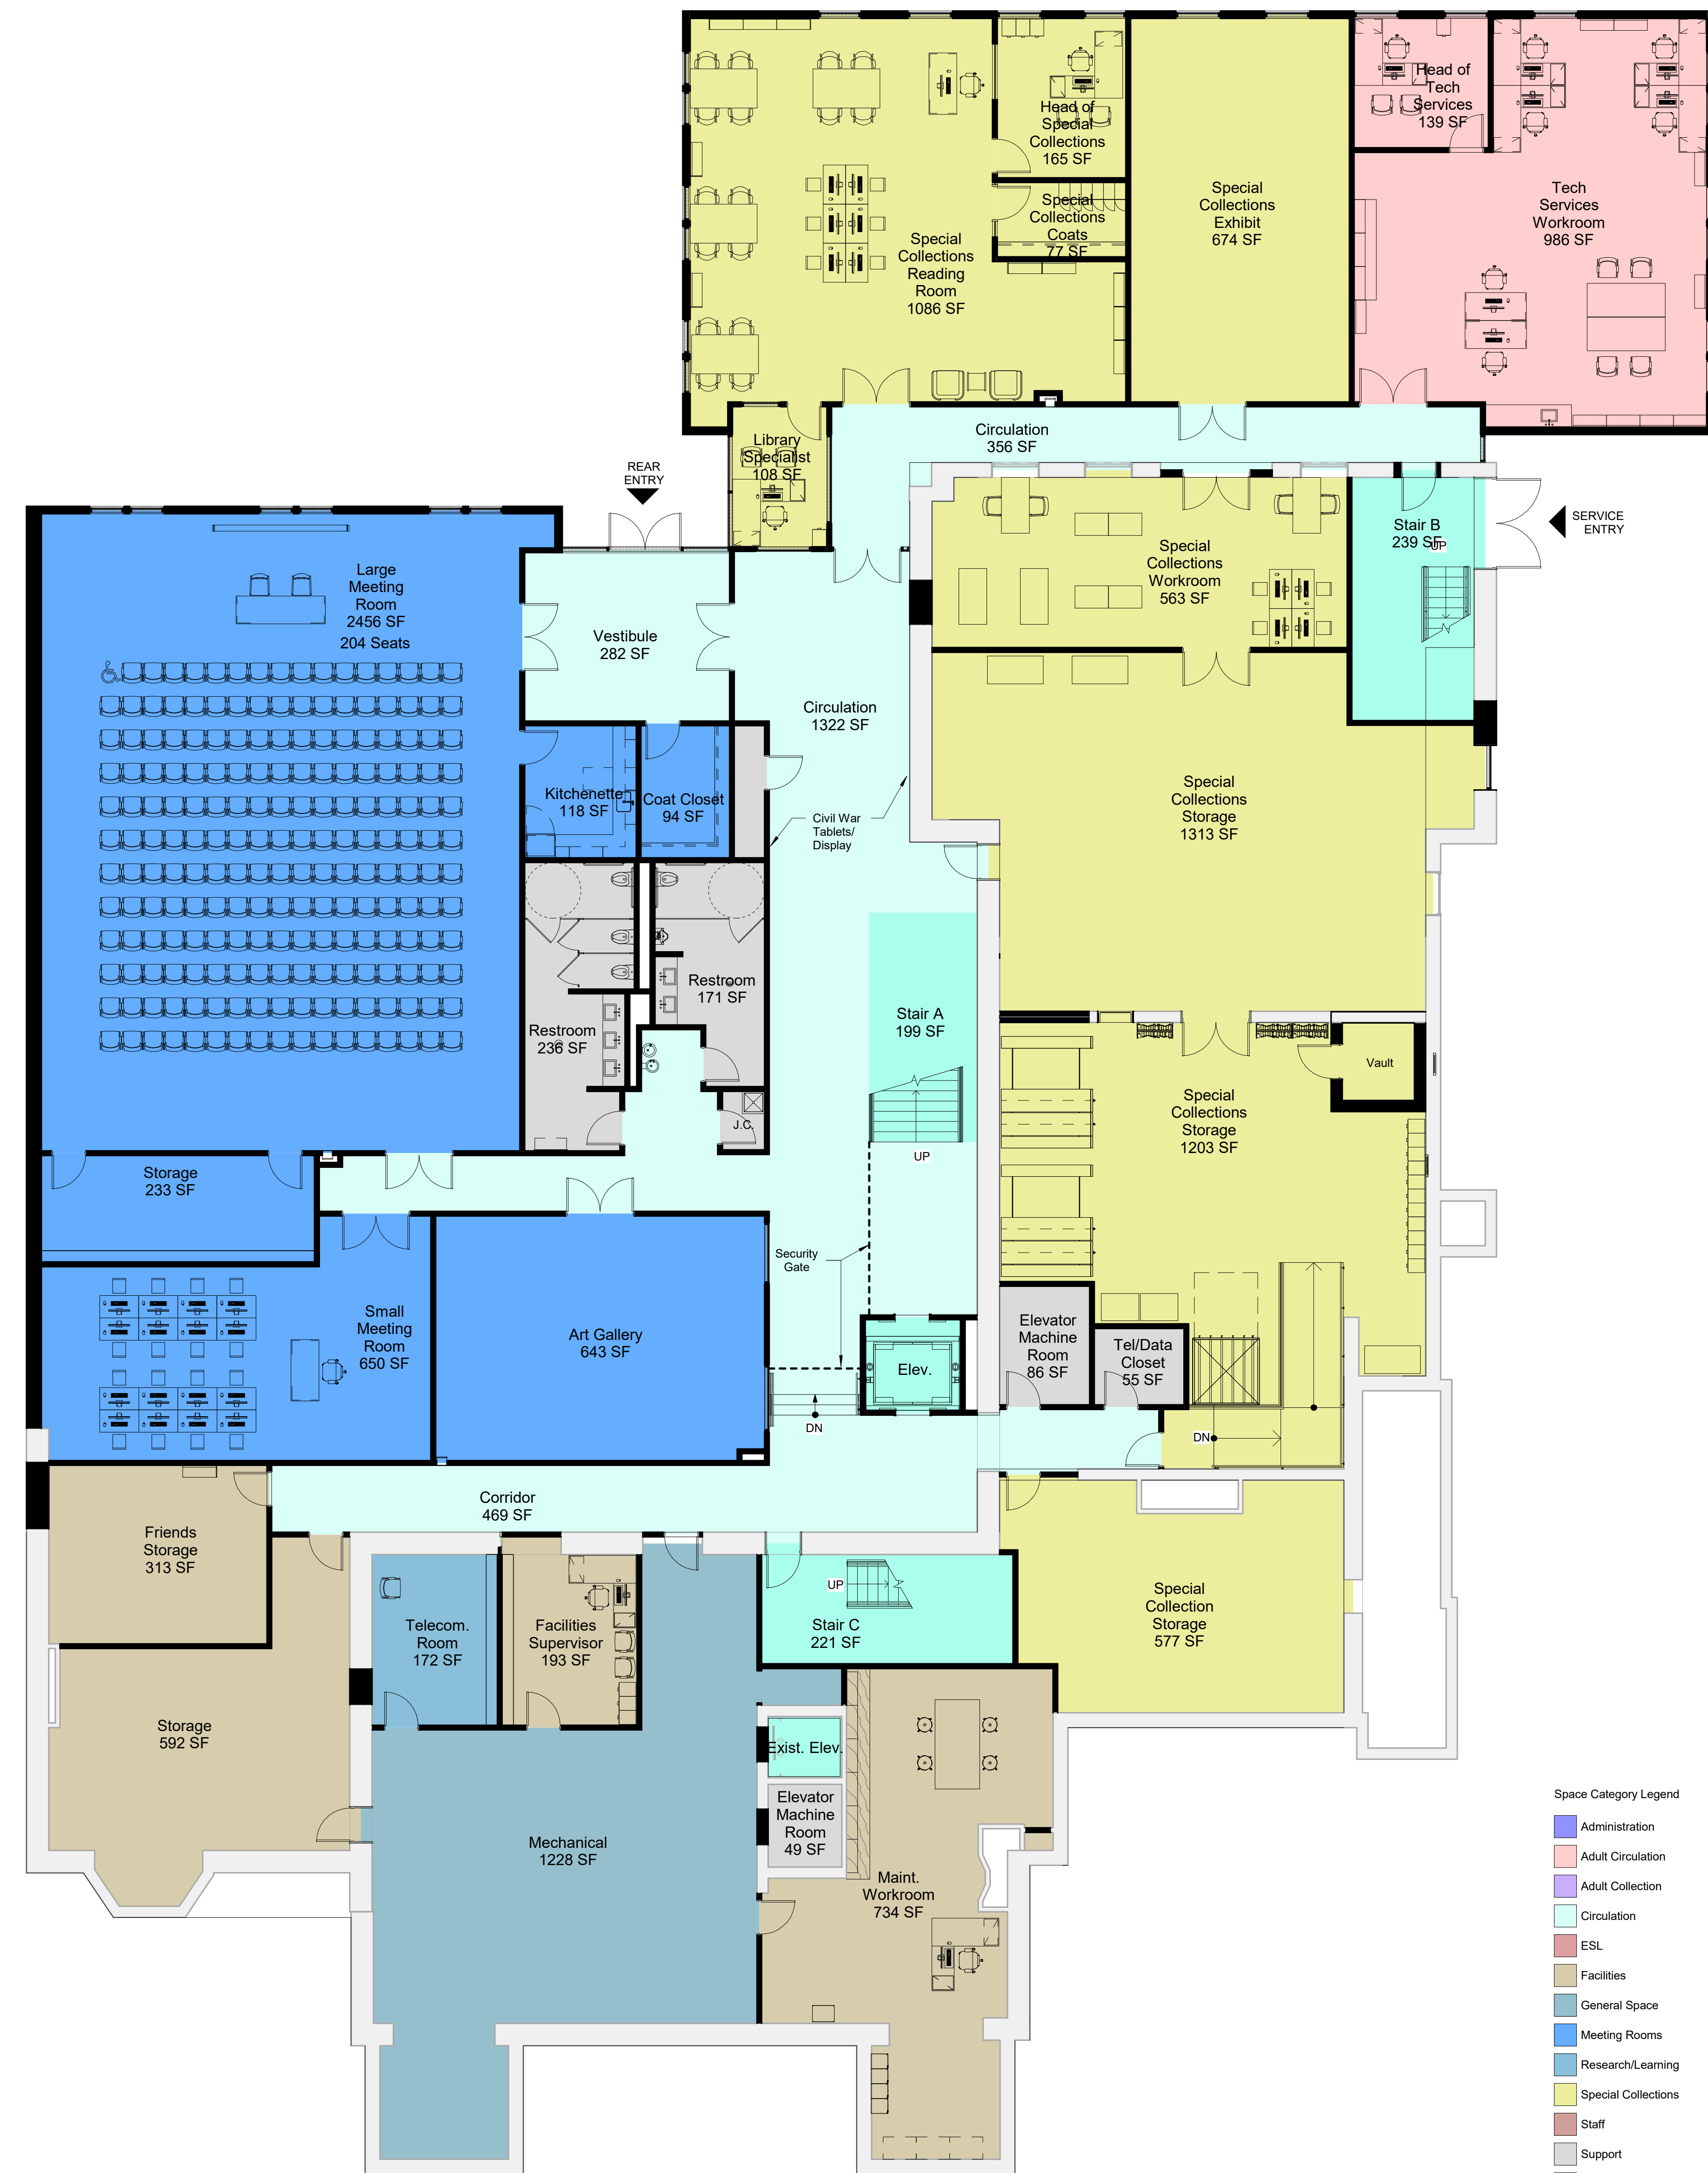 Head of
Tech
Services
139 SF
Head of
Special
Collections
165 SF
Special
Collections
Exhibit
674 SF
Tech
Services
Workroom
986 SF
Special
Collections
Coats
77 SF
Special
Collections
Reading
Room
1086 SF
Circulation
356 SF
Library
Specialist
108 SF
REAR
ENTRY
SERVICE
ENTRY
Stair B
239 SF
UP
Special
Collections
Workroom
563 SF
Large
Meeting
Room
2456 SF
204 Seats
Vestibule
282 SF
Circulation
1322 SF
Kitchenette
118 SF
Coat Closet
94 SF
Civil War
Tablets/
Display
Special
Collections
Storage
1313 SF
Restroom
171 SF
Restroom
236 SF
Stair A
199 SF
Vault
J.C.
Special
Collections
Storage
1203 SF
UP
Storage
233 SF
Security
Gate
Small
Meeting
Room
650 SF
Art Gallery
643 SF
Elevator
Machine
Room
86 SF
Tel/Data
Closet
55 SF
Elev.
DN
DN
Corridor
469 SF
Friends
Storage
313 SF
UP
Stair C
221 SF
Telecom.
Room
172 SF
Facilities
Supervisor
193 SF
Special
Collection
Storage
577 SF
Storage
592 SF
Exist. Elev.
Elevator
Machine
Room
49 SF
Mechanical
1228 SF
Maint.
Workroom
734 SF
Space Category Legend
Administration
Adult Circulation
Adult Collection
Circulation
ESL
Facilities
General Space
Meeting Rooms
Research/Learning
Special Collections
Staff
Support